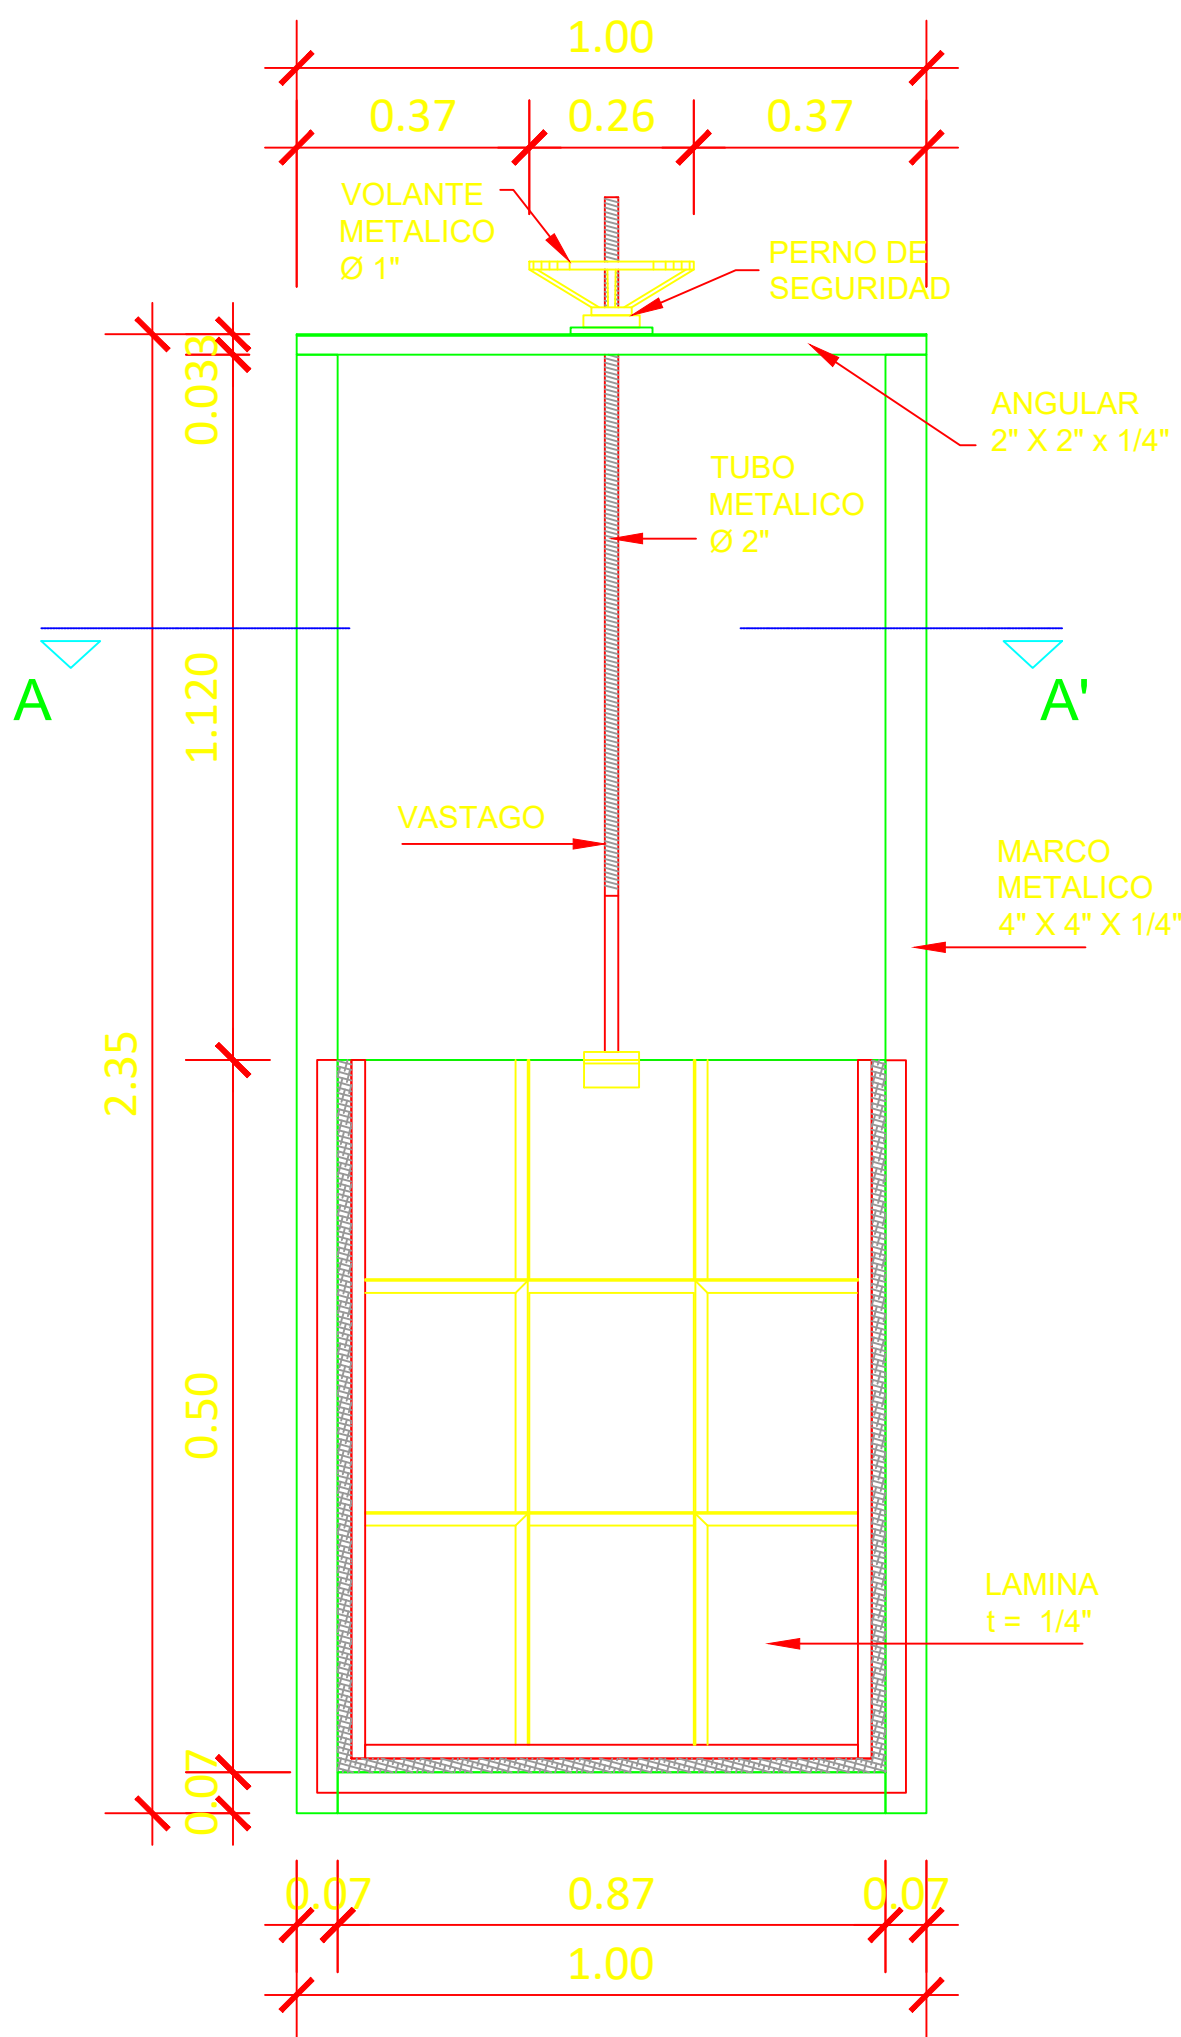 1.00
0.37
0.26
0.37
VOLANTE
METALICO
Ø 1"
PERNO DE
SEGURIDAD
0.033
ANGULAR
2" X 2" x 1/4"
TUBO
METALICO
Ø 2"
A
A'
1.120
VASTAGO
MARCO
METALICO
4" X 4" X 1/4"
2.35
0.50
LAMINA
t = 1/4"
0.07
0.07
0.87
0.07
1.00